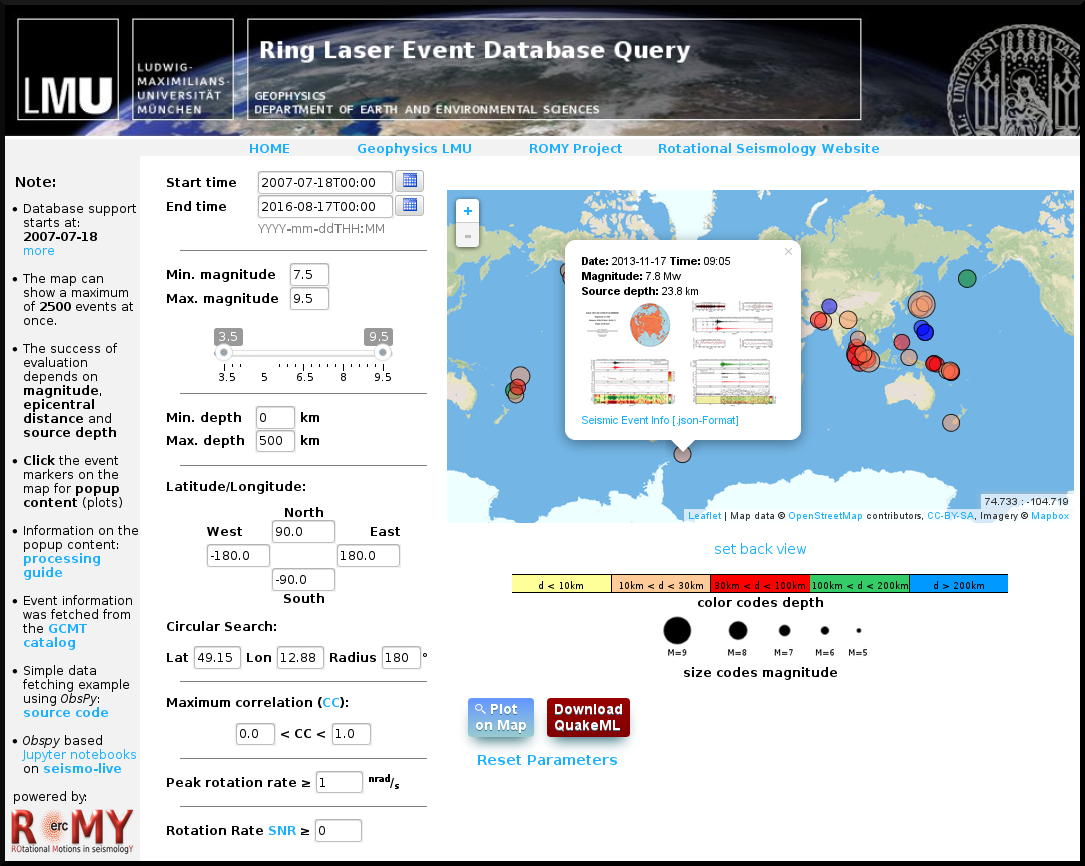 LMU
LUDWIG-
MAXIMILIANS-
UNIVERSITÄT
MÜNCHEN
Ring Laser Event Database Query
GEOPHYSICS
DEPARTMENT OF EARTH AND ENVIRONMENTAL SCIENCES
HOME Geophysics LMU ROMY Project Rotational Seismology Website
Note:
• Database support
starts at:
2007-07-18
more
• The map can
show a maximum
of 2500 events at
once.
• The success of
evaluation
depends on
magnitude,
epicentral
distance and
source depth
• Click the event
markers on the
map for popup
content (plots)
• Information on the
popup content:
processing
guide
• Event information
was fetched from
the GCMT
catalog
• Simple data
fetching example
using ObsPy:
source code
• Obspy based
Jupyter notebooks
on seismo-live
powered by:
ROMY
erc
ROtational Motions in seismologY
Start time 2007-07-18T00:00
End time 2016-08-17T00:00
YYYY-mm-ddTHH:MM
Min. magnitude 7.5
Max. magnitude 9.5
3.5 9.5
3.5 5 6.5 8 9.5
Min. depth 0 km
Max. depth 500 km
Latitude/Longitude:
North
West 90.0 East
-180.0 180.0
-90.0
South
Circular Search:
Lat 49.15 Lon 12.88 Radius 180 °
Maximum correlation (CC):
0.0 < CC < 1.0
Peak rotation rate ≥ 1 nrad/s
Rotation Rate SNR ≥ 0
+
-
×
Date: 2013-11-17 Time: 09:05
Magnitude: 7.8 Mw
Source depth: 23.8 km
Seismic Event Info [.json-Format]
74.733 : -104.719
Leaflet | Map data © OpenStreetMap contributors, CC-BY-SA, Imagery © Mapbox
set back view
d < 10km 10km < d < 30km 30km < d < 100km 100km < d < 200km d > 200km
color codes depth
M=9 M=8 M=7 M=6 M=5
size codes magnitude
Plot
on Map
Download
QuakeML
Reset Parameters